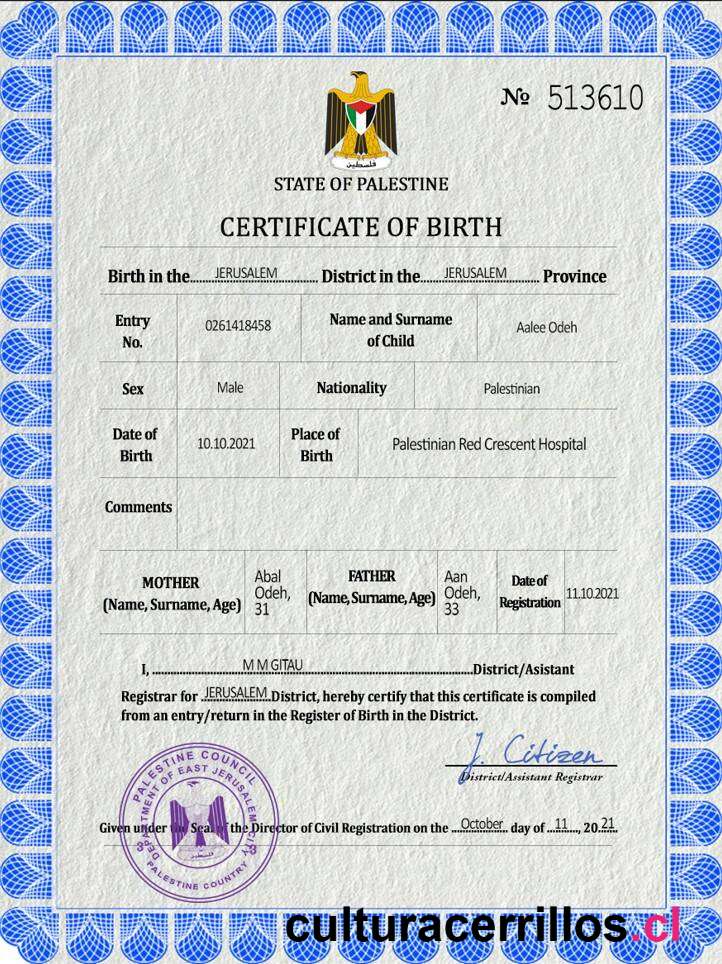 № 513610
فلسطين
STATE OF PALESTINE
CERTIFICATE OF BIRTH
Birth in the JERUSALEM District in the JERUSALEM Province
Entry No. 0261418458 Name and Surname of Child Aalee Odeh
Sex Male Nationality Palestinian
Date of Birth 10.10.2021 Place of Birth Palestinian Red Crescent Hospital
Comments
MOTHER (Name, Surname, Age) Abal Odeh, 31 FATHER (Name, Surname, Age) Aan Odeh, 33 Date of Registration 11.10.2021
I, M M GITAU District/Asistant
Registrar for JERUSALEM District, hereby certify that this certificate is compiled
from an entry/return in the Register of Birth in the District.
J. Citizen
District/Assistant Registrar
PALESTINE COUNCIL
DEPARTMENT OF EAST JERUSALEM CITY
فلسطين
PALESTINE COUNTRY
Given under the Seal of the Director of Civil Registration on the October day of 11, 2021
culturacerrillos.cl